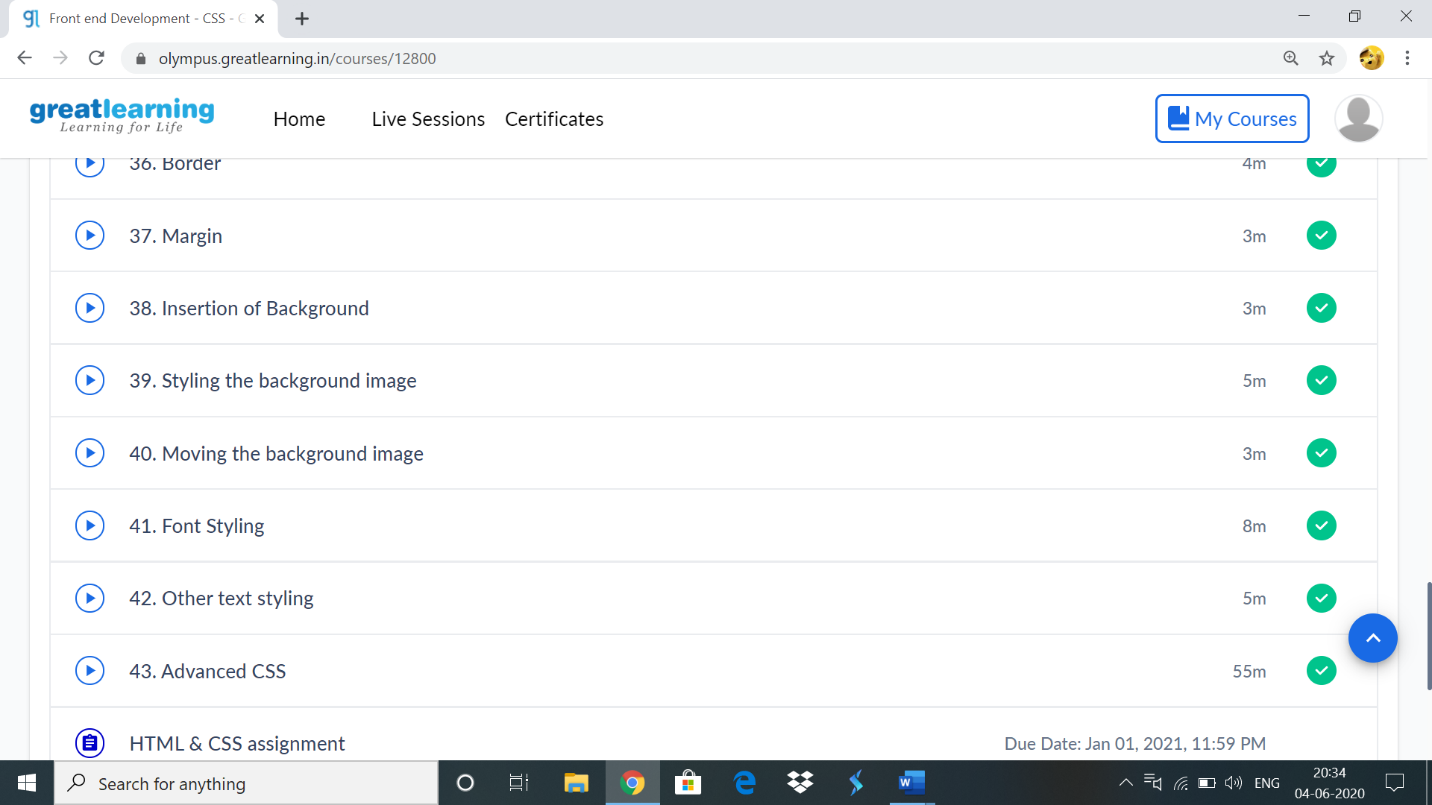 Front end Development - CSS - C
olympus.greatlearning.in/courses/12800
greatlearning
Learning for Life
Home
Live Sessions
Certificates
My Courses
36. Border
4m
37. Margin
3m
38. Insertion of Background
3m
39. Styling the background image
5m
40. Moving the background image
3m
41. Font Styling
8m
42. Other text styling
5m
43. Advanced CSS
55m
HTML & CSS assignment
Due Date: Jan 01, 2021, 11:59 PM
Search for anything
ENG
20:34
04-06-2020